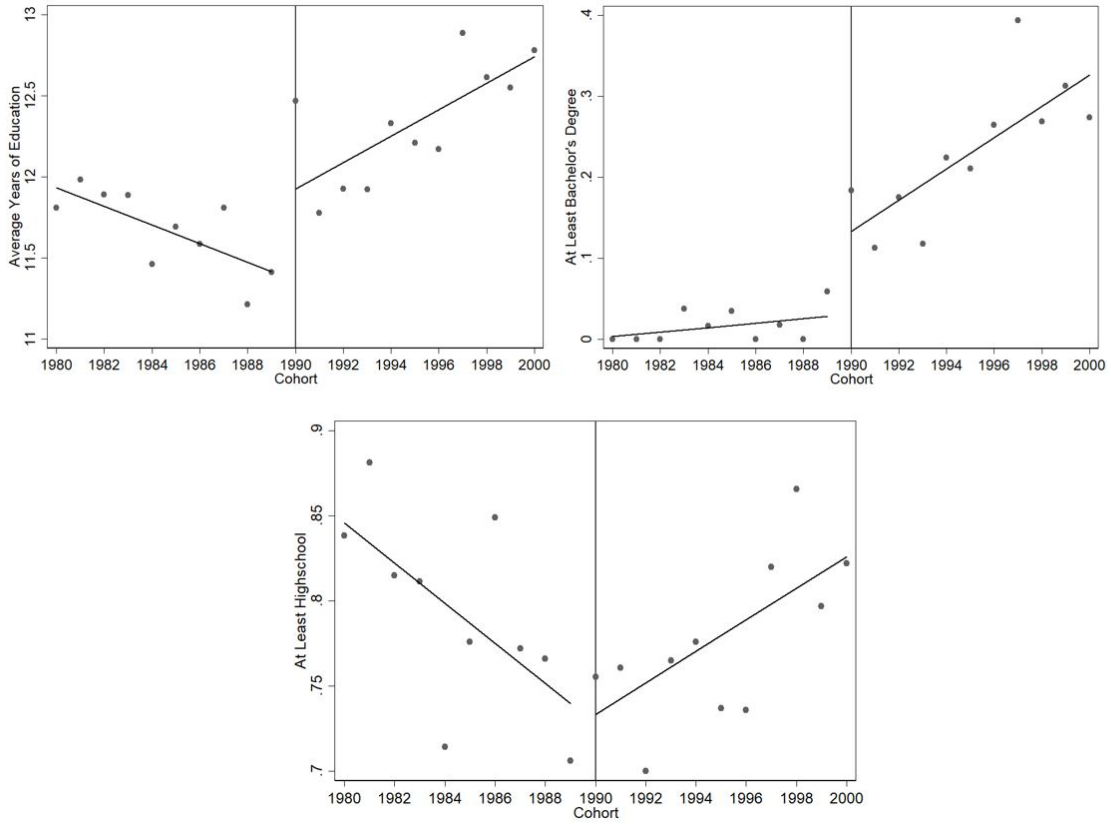 Average Years of Education
13
12.5
12
11.5
11
1980 1982 1984 1986 1988 1990 1992 1994 1996 1998 2000
Cohort
At Least Bachelor's Degree
.4
.3
.2
.1
0
1980 1982 1984 1986 1988 1990 1992 1994 1996 1998 2000
Cohort
At Least Highschool
.9
.85
.8
.75
.7
1980 1982 1984 1986 1988 1990 1992 1994 1996 1998 2000
Cohort